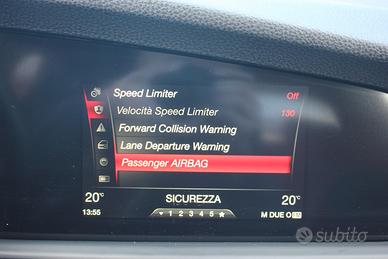 Speed Limiter Off
Velocità Speed Limiter 130
Forward Collision Warning
Lane Departure Warning
Passenger AIRBAG
20°C SICUREZZA 20°C
13:55 1 2 3 4 5 M DUE O
subito